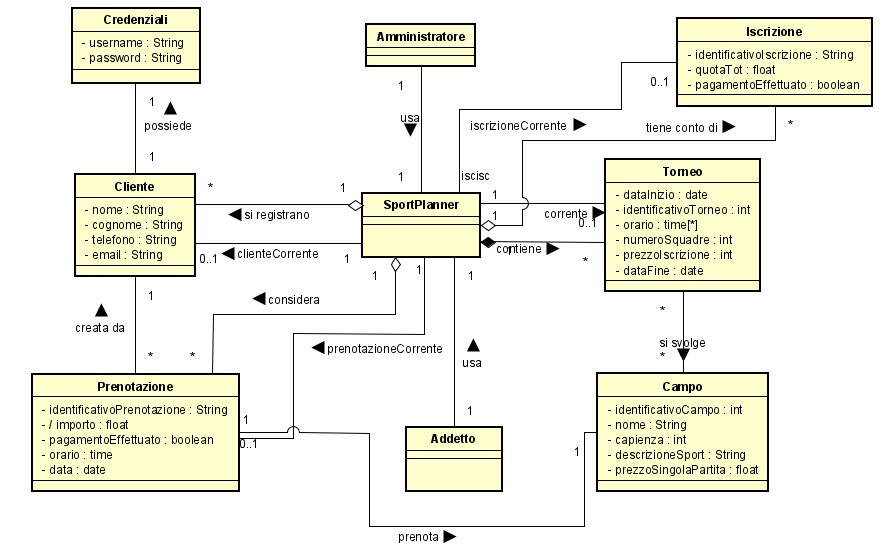 Credenziali
- username : String
- password : String
Amministratore
Iscrizione
- identificativoIscrizione : String
- quotaTot : float
- pagamentoEffettuato : boolean
1
possiede
1
1
usa
1
0..1
iscrizioneCorrente
tiene conto di
*
Cliente
- nome : String
- cognome : String
- telefono : String
- email : String
*
1
si registrano
0..1
clienteCorrente
1
SportPlanner
iscisc
1
corrente
0..1
1
contiene
1
*
Torneo
- dataInizio : date
- identificativoTorneo : int
- orario : time[*]
- numeroSquadre : int
- prezzoIscrizione : int
- dataFine : date
1
creata da
*
1
considera
*
1
prenotazioneCorrente
0..1
1
usa
1
*
si svolge
*
Prenotazione
- identificativoPrenotazione : String
- / importo : float
- pagamentoEffettuato : boolean
- orario : time
- data : date
1
prenota
1
Addetto
Campo
- identificativoCampo : int
- nome : String
- capienza : int
- descrizioneSport : String
- prezzoSingolaPartita : float